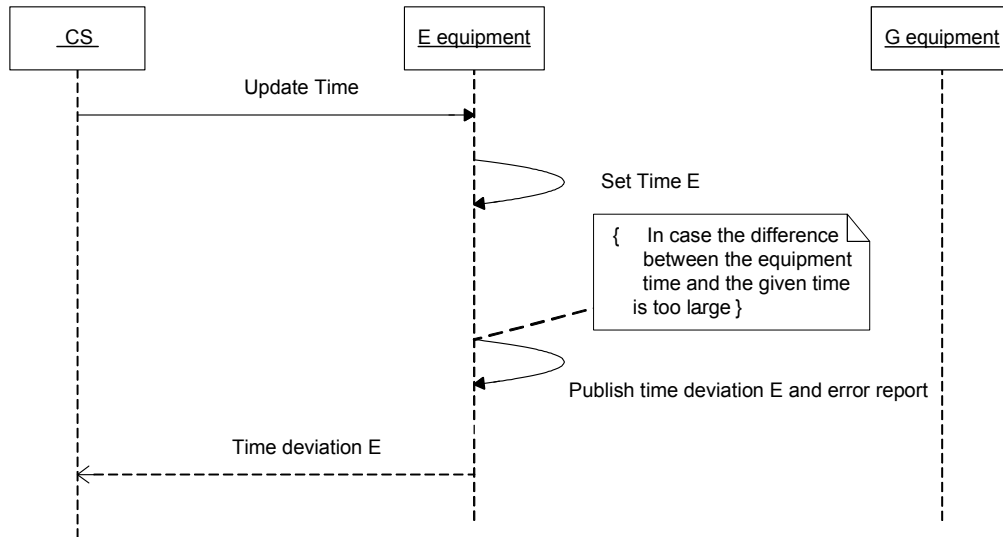 CS
E equipment
G equipment
Update Time
Set Time E
{ In case the difference
between the equipment
time and the given time
is too large }
Publish time deviation E and error report
Time deviation E